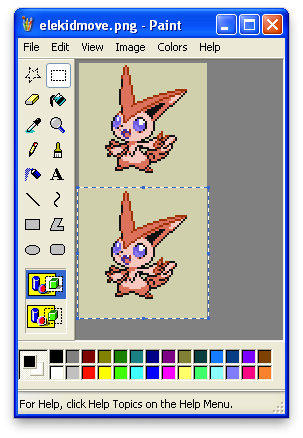 elekidmove.png - Paint
File Edit View Image Colors Help
A
For Help, click Help Topics on the Help Menu.